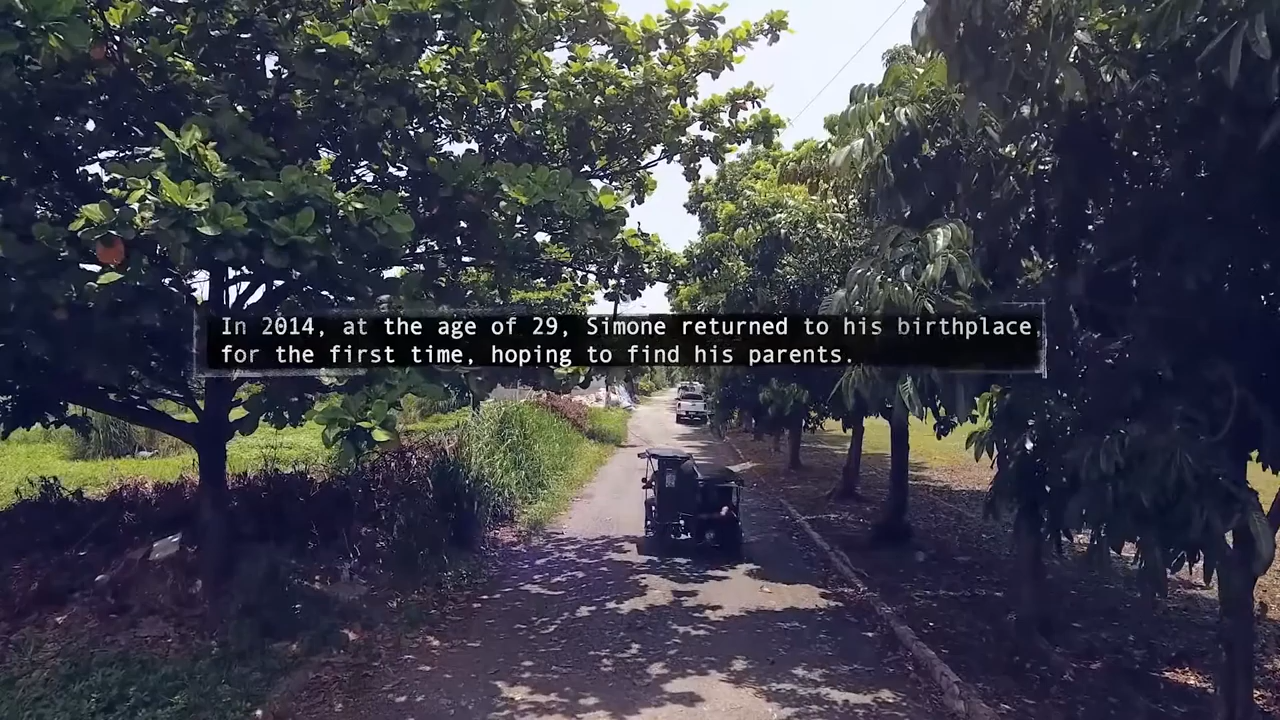 In 2014, at the age of 29, Simone returned to his birthplace,
for the first time, hoping to find his parents.